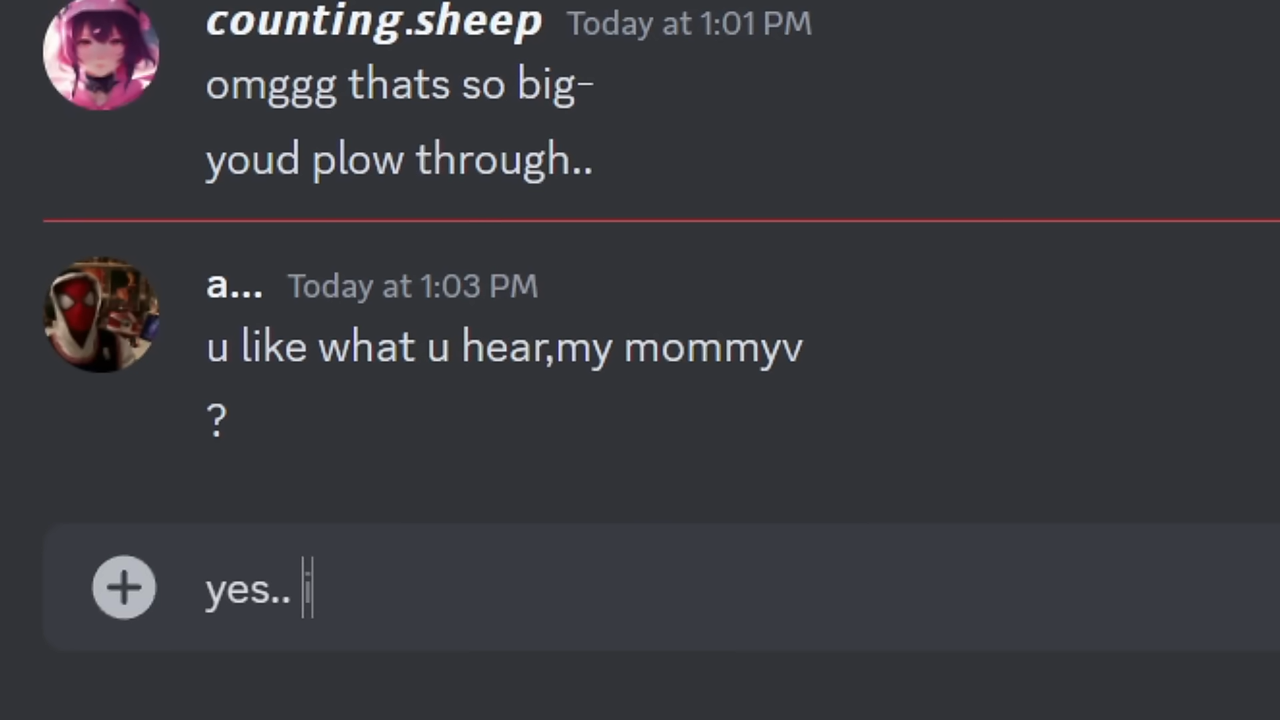 counting.sheep Today at 1:01 PM
omggg thats so big-
youd plow through..
a... Today at 1:03 PM
u like what u hear,my mommyv
?
yes.. i